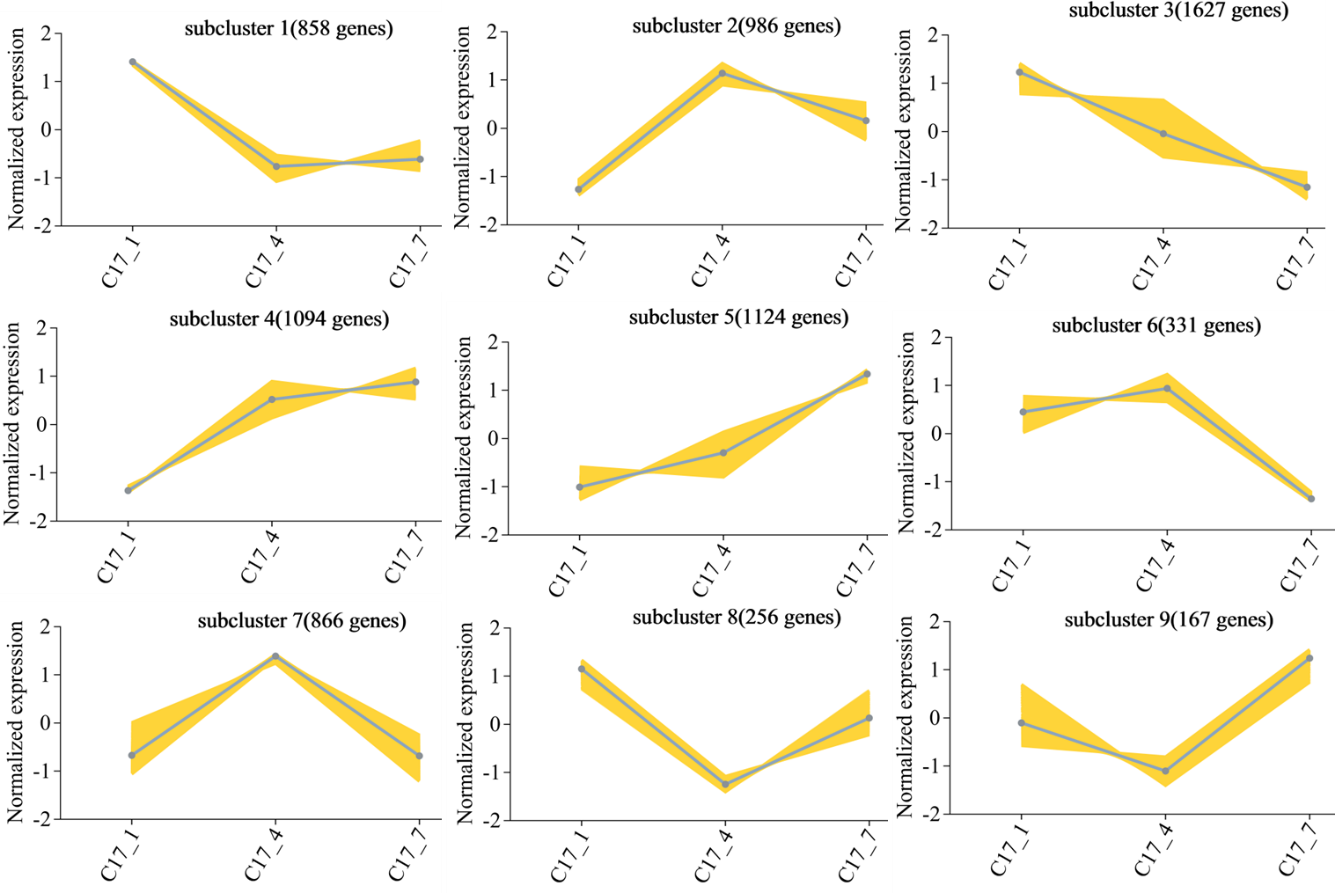 subcluster 1(858 genes)
Normalized expression
2
1
0
-1
-2
C17_1
C17_4
C17_7
subcluster 2(986 genes)
Normalized expression
2
1
0
-1
-2
C17_1
C17_4
C17_7
subcluster 3(1627 genes)
Normalized expression
2
1
0
-1
-2
C17_1
C17_4
C17_7
subcluster 4(1094 genes)
Normalized expression
2
1
0
-1
-2
C17_1
C17_4
C17_7
subcluster 5(1124 genes)
Normalized expression
2
1
0
-1
-2
C17_1
C17_4
C17_7
subcluster 6(331 genes)
Normalized expression
2
1
0
-1
-2
C17_1
C17_4
C17_7
subcluster 7(866 genes)
Normalized expression
2
1
0
-1
-2
C17_1
C17_4
C17_7
subcluster 8(256 genes)
Normalized expression
2
1
0
-1
-2
C17_1
C17_4
C17_7
subcluster 9(167 genes)
Normalized expression
2
1
0
-1
-2
C17_1
C17_4
C17_7